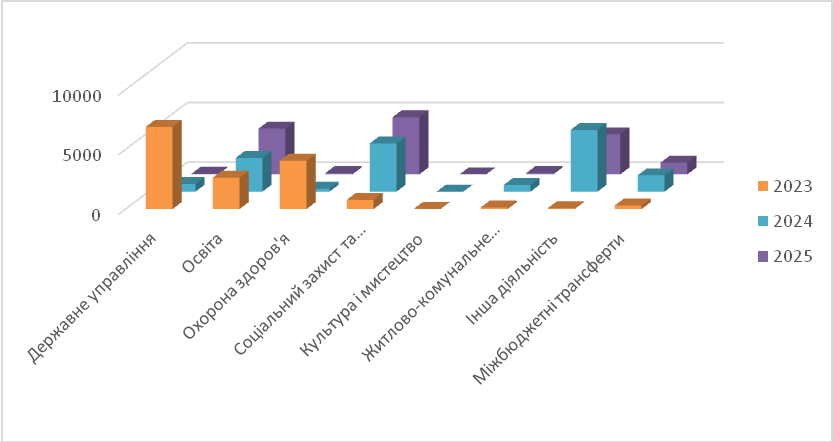 10000
5000
0
Державне управління
Освіта
Охорона здоров'я
Соціальний захист та...
Культура і мистецтво
Житлово-комунальне...
Інша діяльність
Міжбюджетні трансферти
2023
2024
2025